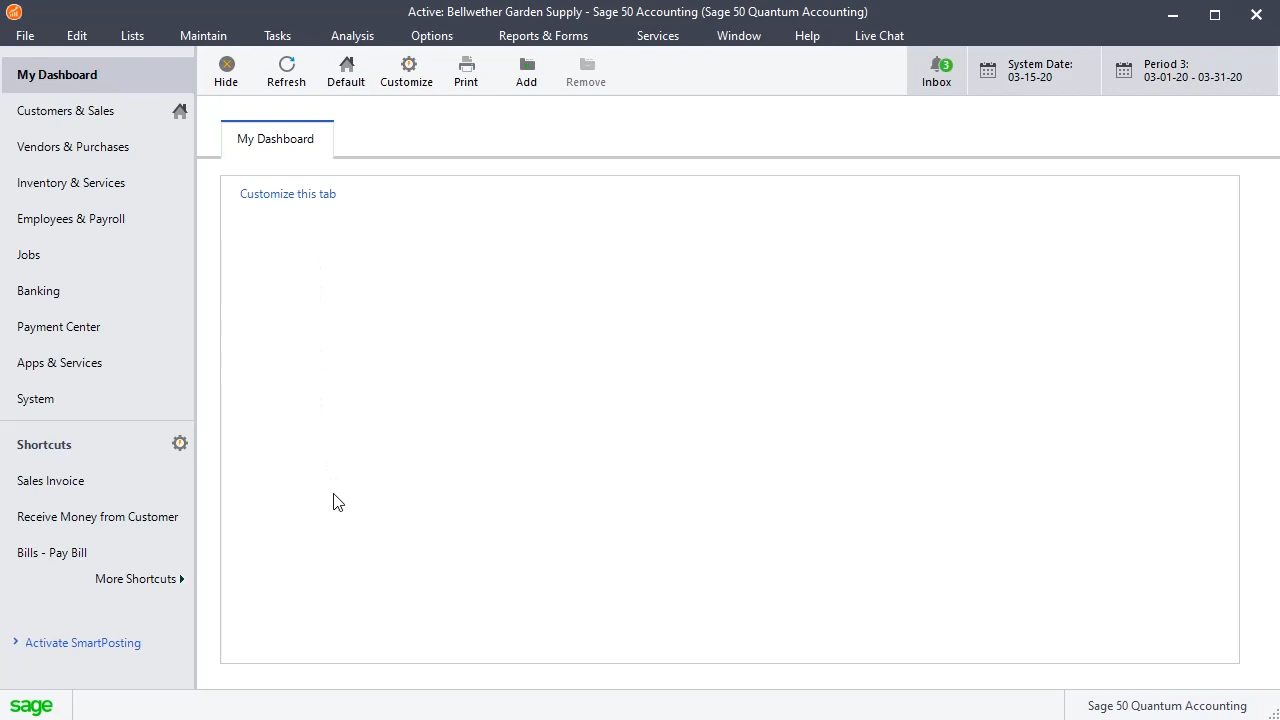 Active: Bellwether Garden Supply - Sage 50 Accounting (Sage 50 Quantum Accounting)
File Edit Lists Maintain Tasks Analysis Options Reports & Forms Services Window Help Live Chat
Hide Refresh Default Customize Print Add Remove
3
Inbox
System Date:
03-15-20
Period 3:
03-01-20 - 03-31-20
My Dashboard
Customers & Sales
Vendors & Purchases
Inventory & Services
Employees & Payroll
Jobs
Banking
Payment Center
Apps & Services
System
Shortcuts
Sales Invoice
Receive Money from Customer
Bills - Pay Bill
More Shortcuts
Activate SmartPosting
My Dashboard
Customize this tab
sage
Sage 50 Quantum Accounting